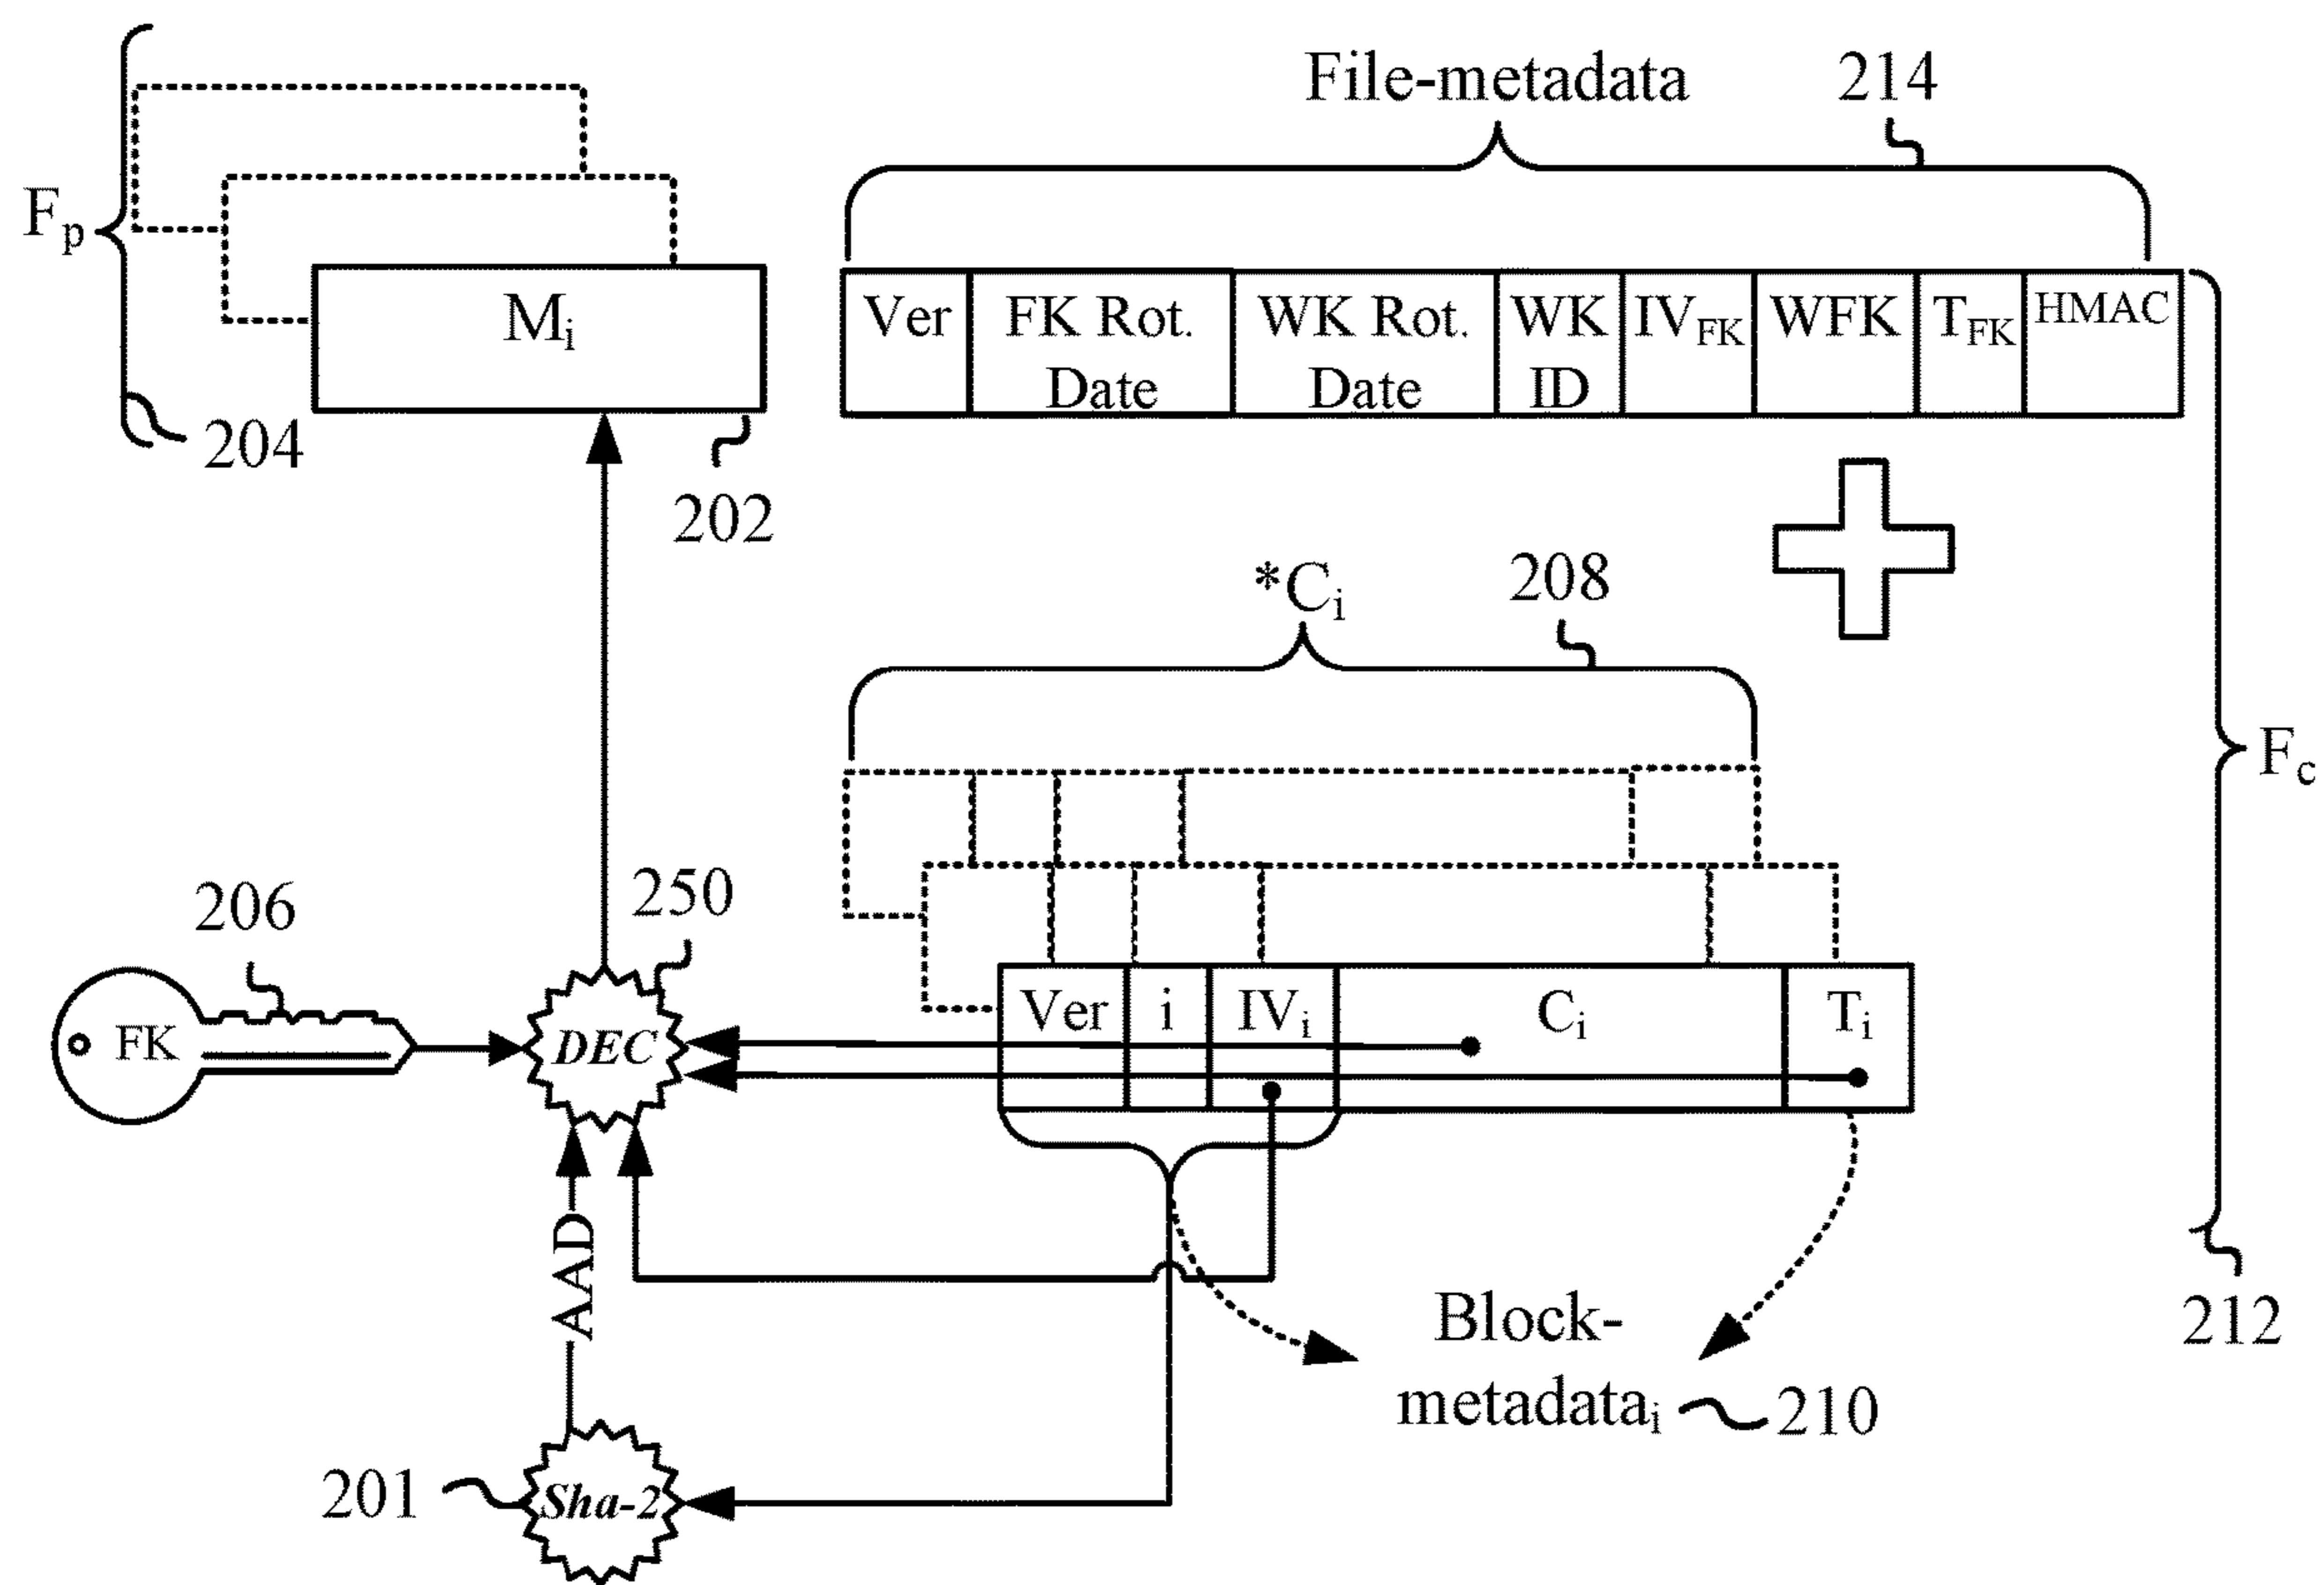 File-metadata
214
Fp
Mi
Ver
FK Rot.
Date
WK Rot.
Date
WK
ID
IVFK
WFK
TFK
HMAC
204
202
*Ci
208
Fc
206
250
FK
DEC
Ver
i
IVi
Ci
Ti
AAD
Block-
metadatai
210
212
201
Sha-2